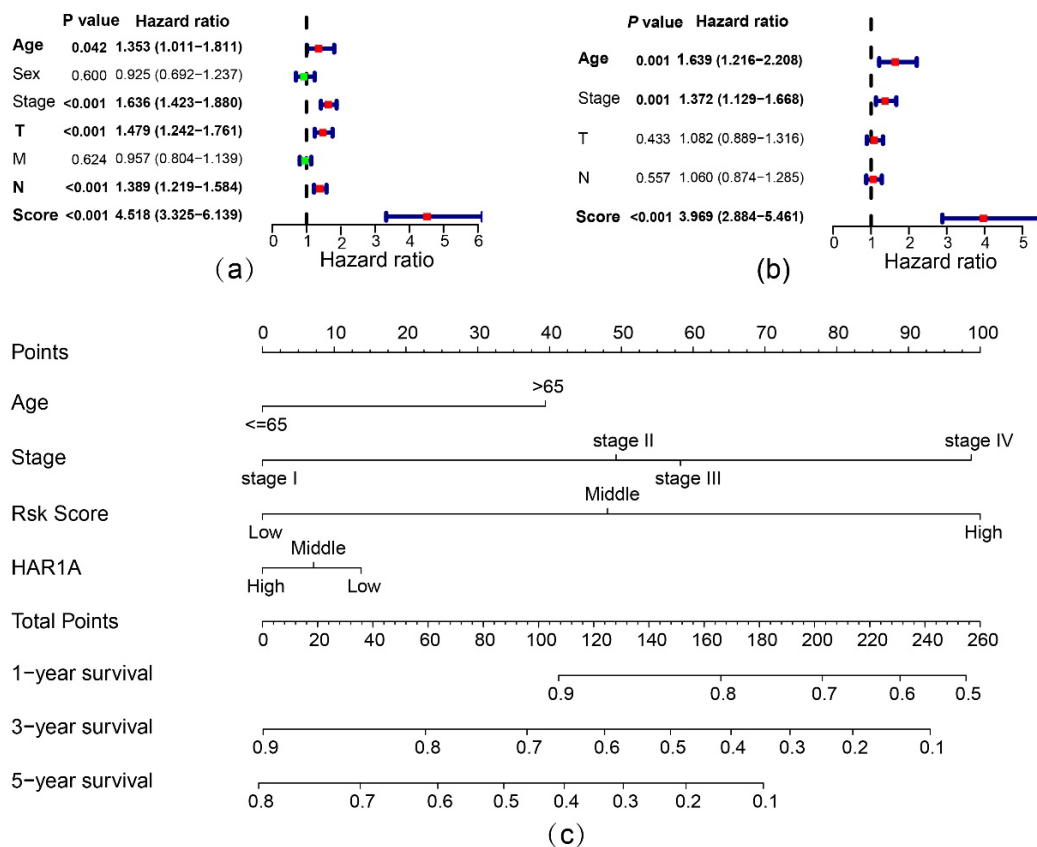 P value Hazard ratio
Age 0.042 1.353 (1.011−1.811)
Sex 0.600 0.925 (0.692−1.237)
Stage <0.001 1.636 (1.423−1.880)
T <0.001 1.479 (1.242−1.761)
M 0.624 0.957 (0.804−1.139)
N <0.001 1.389 (1.219−1.584)
Score <0.001 4.518 (3.325−6.139)
0 1 2 3 4 5 6
Hazard ratio
(a)
P value Hazard ratio
Age 0.001 1.639 (1.216−2.208)
Stage 0.001 1.372 (1.129−1.668)
T 0.433 1.082 (0.889−1.316)
N 0.557 1.060 (0.874−1.285)
Score <0.001 3.969 (2.884−5.461)
0 1 2 3 4 5
Hazard ratio
(b)
Points 0 10 20 30 40 50 60 70 80 90 100
Age <=65 >65
Stage stage I stage II stage III stage IV
Rsk Score Low Middle High
HAR1A High Middle Low
Total Points 0 20 40 60 80 100 120 140 160 180 200 220 240 260
1−year survival 0.9 0.8 0.7 0.6 0.5
3−year survival 0.9 0.8 0.7 0.6 0.5 0.4 0.3 0.2 0.1
5−year survival 0.8 0.7 0.6 0.5 0.4 0.3 0.2 0.1
(c)